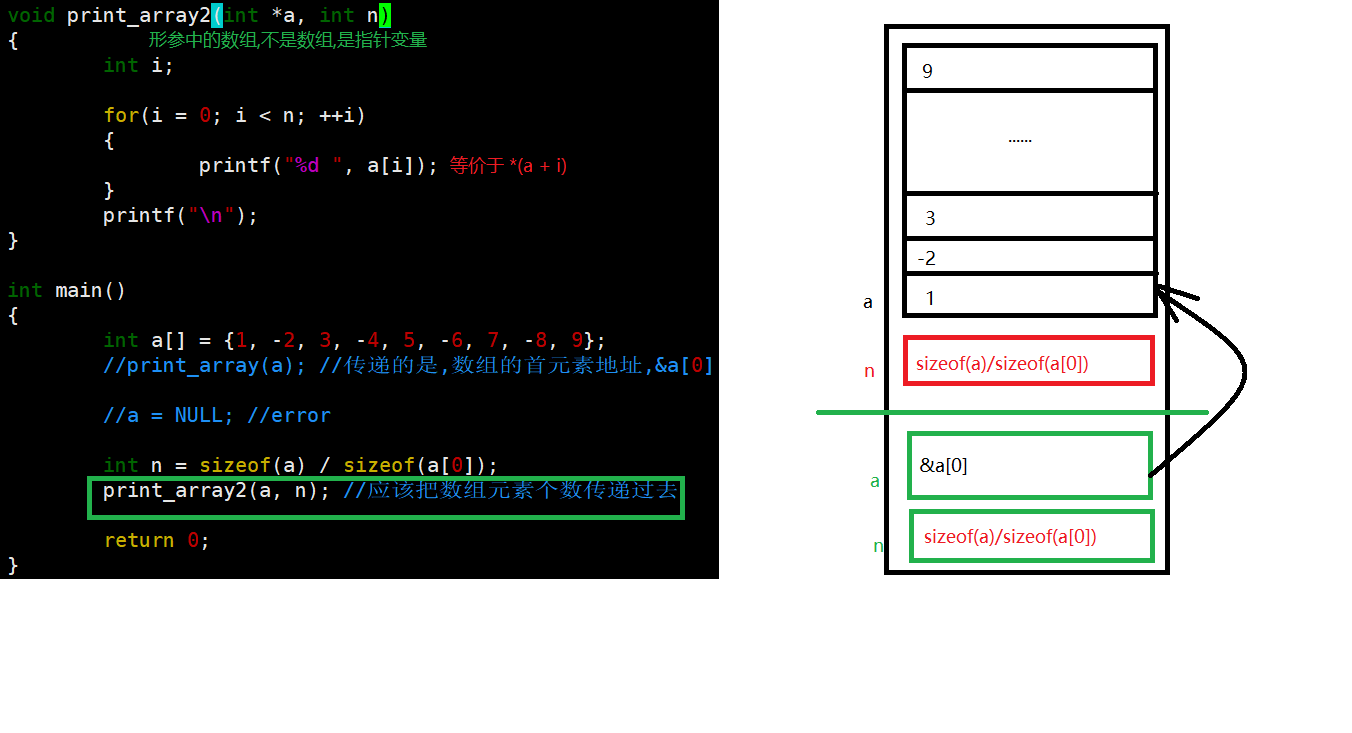 void print_array2(int *a, int n)
{ 形参中的数组,不是数组,是指针变量
int i;
for(i = 0; i < n; ++i)
{
printf("%d ", a[i]); 等价于 *(a + i)
}
printf("\n");
}
int main()
{
int a[] = {1, -2, 3, -4, 5, -6, 7, -8, 9};
//print_array(a); //传递的是,数组的首元素地址,&a[0]
//a = NULL; //error
int n = sizeof(a) / sizeof(a[0]);
print_array2(a, n); //应该把数组元素个数传递过去
return 0;
}
9
......
3
-2
a 1
n sizeof(a)/sizeof(a[0])
a &a[0]
n sizeof(a)/sizeof(a[0])